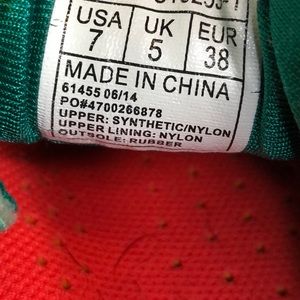 USA UK EUR
7 5 38
MADE IN CHINA
61455 06/14
PO#4700266878
UPPER: SYNTHETIC/NYLON
UPPER LINING: NYLON
OUTSOLE: RUBBER